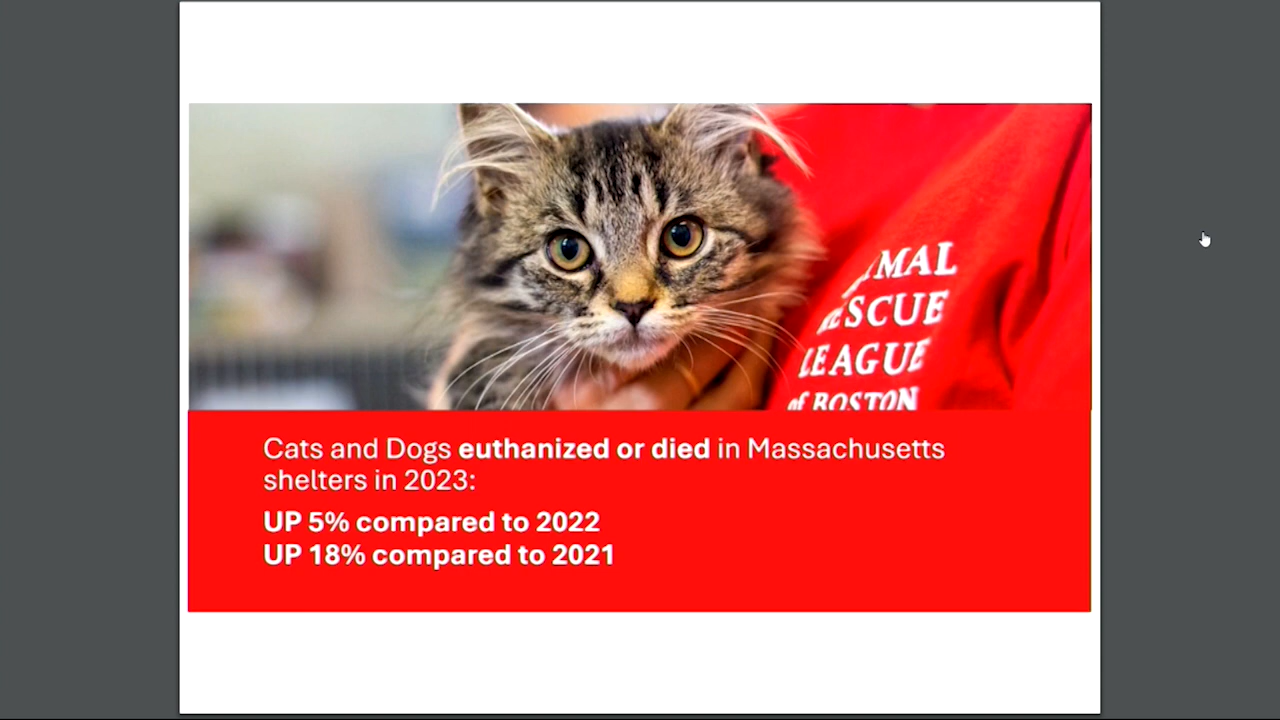 MAL
ESCUE
LEAGUE
of BOSTON
Cats and Dogs euthanized or died in Massachusetts
shelters in 2023:
UP 5% compared to 2022
UP 18% compared to 2021